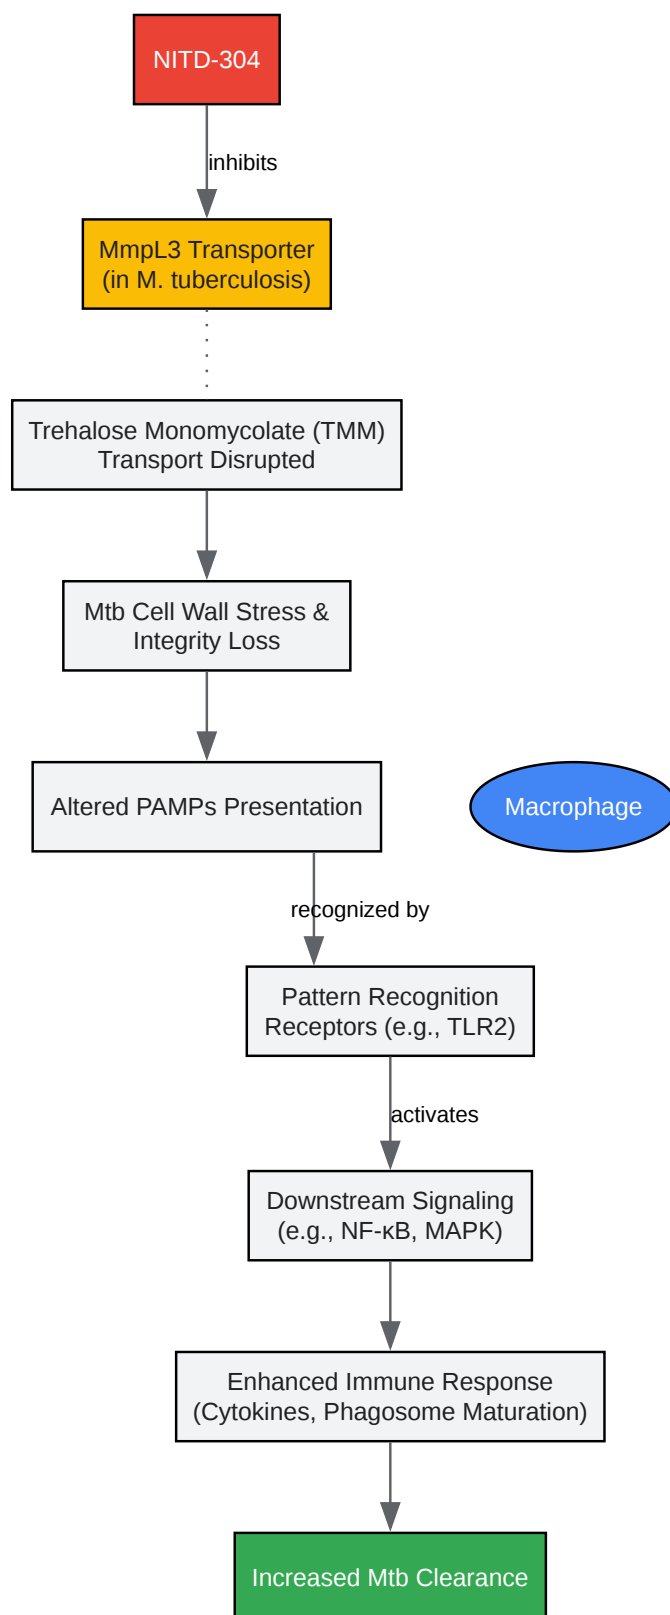 NITD-304
inhibits
MmpL3 Transporter
(in M. tuberculosis)
Trehalose Monomycolate (TMM)
Transport Disrupted
Mtb Cell Wall Stress &
Integrity Loss
Altered PAMPs Presentation
Macrophage
recognized by
Pattern Recognition
Receptors (e.g., TLR2)
activates
Downstream Signaling
(e.g., NF-κB, MAPK)
Enhanced Immune Response
(Cytokines, Phagosome Maturation)
Increased Mtb Clearance